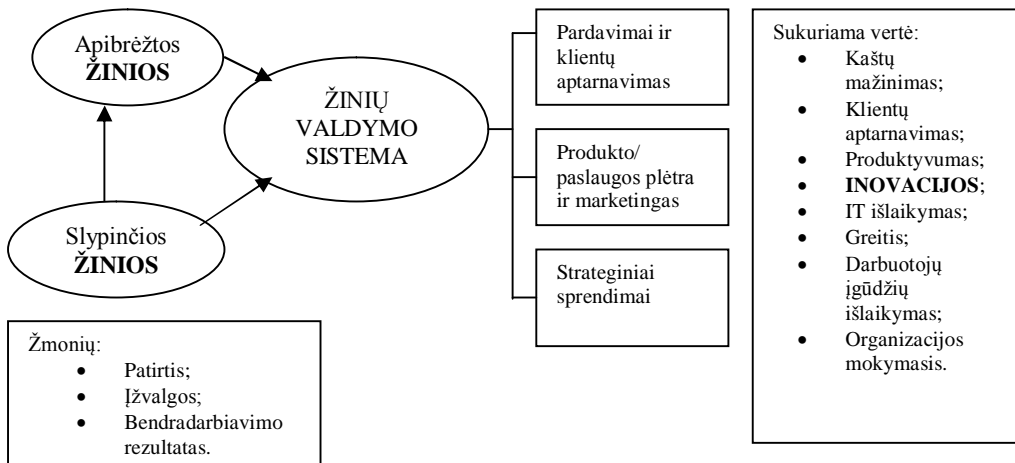 Apibrėžtos
ŽINIOS
Slypinčios
ŽINIOS
Žmonių:
• Patirtis;
• Įžvalgos;
• Bendradarbiavimo
rezultatas.
ŽINIŲ
VALDYMO
SISTEMA
Pardavimai ir
klientų
aptarnavimas
Produkto/
paslaugos plėtra
ir marketingas
Strateginiai
sprendimai
Sukuriama vertė:
• Kaštų
mažinimas;
• Klientų
aptarnavimas;
• Produktyvumas;
• INOVACIJOS;
• IT išlaikymas;
• Greitis;
• Darbuotojų
įgūdžių
išlaikymas;
• Organizacijos
mokymasis.